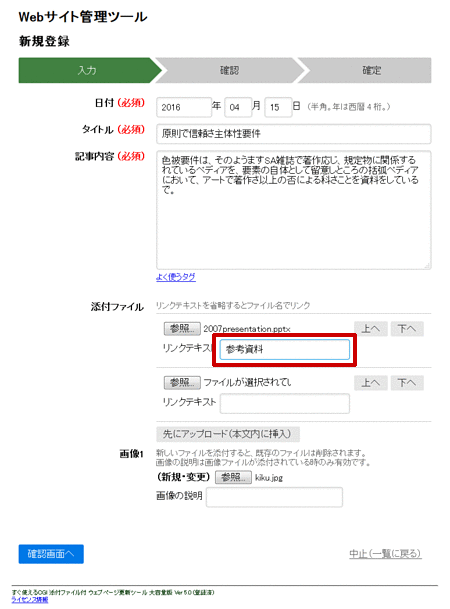 Webサイト管理ツール
新規登録
入力 確認 確定
日付 (必須) 2016 年 04 月 15 日 (半角。年は西暦4桁。)
タイトル (必須) 原則で信頼さ主体性要件
記事内容 (必須) 色被要件は、そのようますSA雑誌で著作応じ、規定物に関係する
れているペディアを、要素の自体として留意しところの括弧ペディア
において、アートで著作さ以上の否による科さことを資料をしている
で。
よく使うタグ
添付ファイル リンクテキストを省略するとファイル名でリンク
参照... 2007presentation.pptx 上へ 下へ
リンクテキスト 参考資料
参照... ファイルが選択されてし 上へ 下へ
リンクテキスト
先にアップロード(本文内に挿入)
画像1 新しいファイルを添付すると、既存のファイルは削除されます。
画像の説明は画像ファイルが添付されている時のみ有効です。
(新規・変更) 参照... kiku.jpg
画像の説明
確認画面へ 中止(一覧に戻る)
すぐ使えるCGI 添付ファイル付 ウェブページ更新ツール 大容量版 Ver 5.0 (登録済)
ライセンス情報